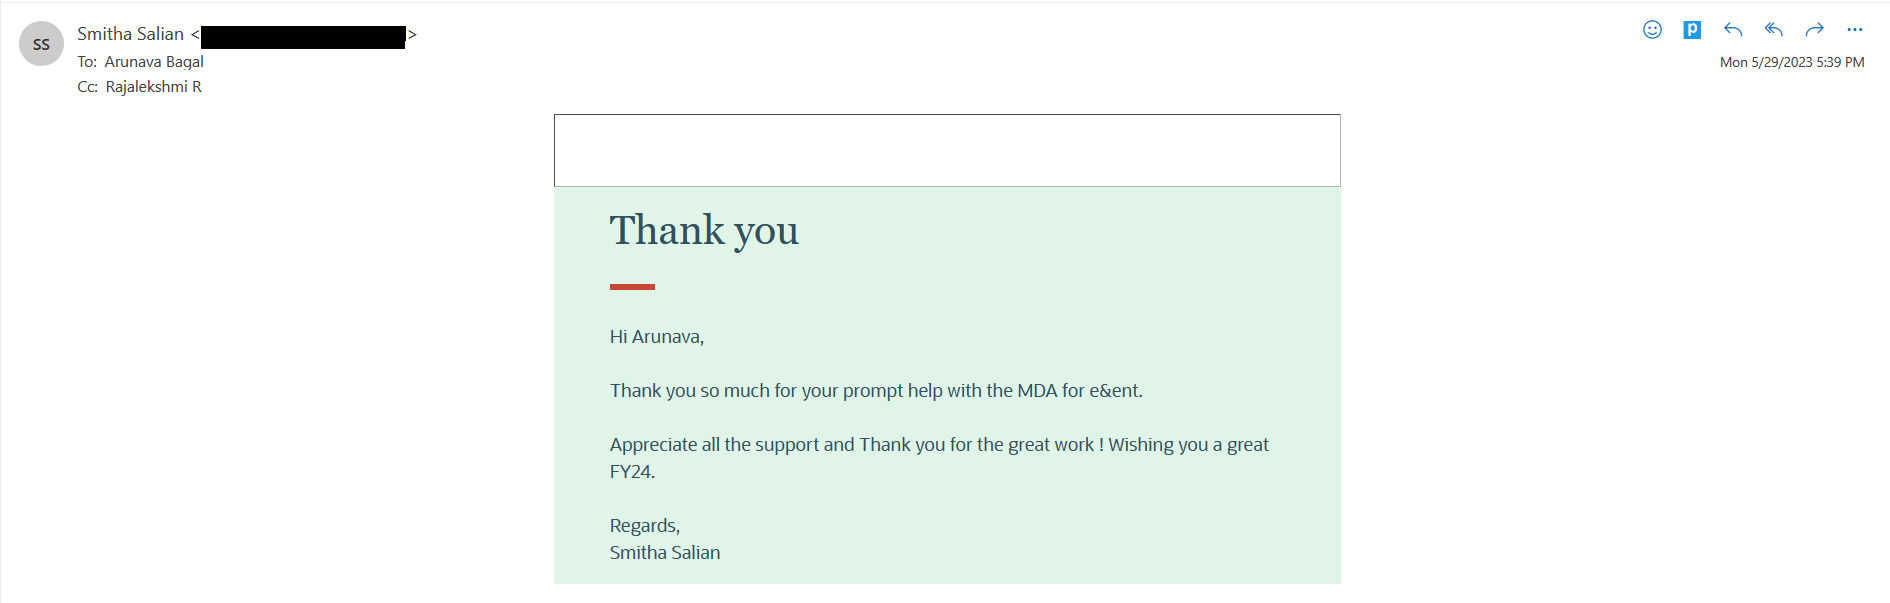 SS
Smitha Salian < >
To: Arunava Bagal
Cc: Rajalekshmi R
p
Mon 5/29/2023 5:39 PM
Thank you
Hi Arunava,
Thank you so much for your prompt help with the MDA for e&ent.
Appreciate all the support and Thank you for the great work ! Wishing you a great
FY24.
Regards,
Smitha Salian